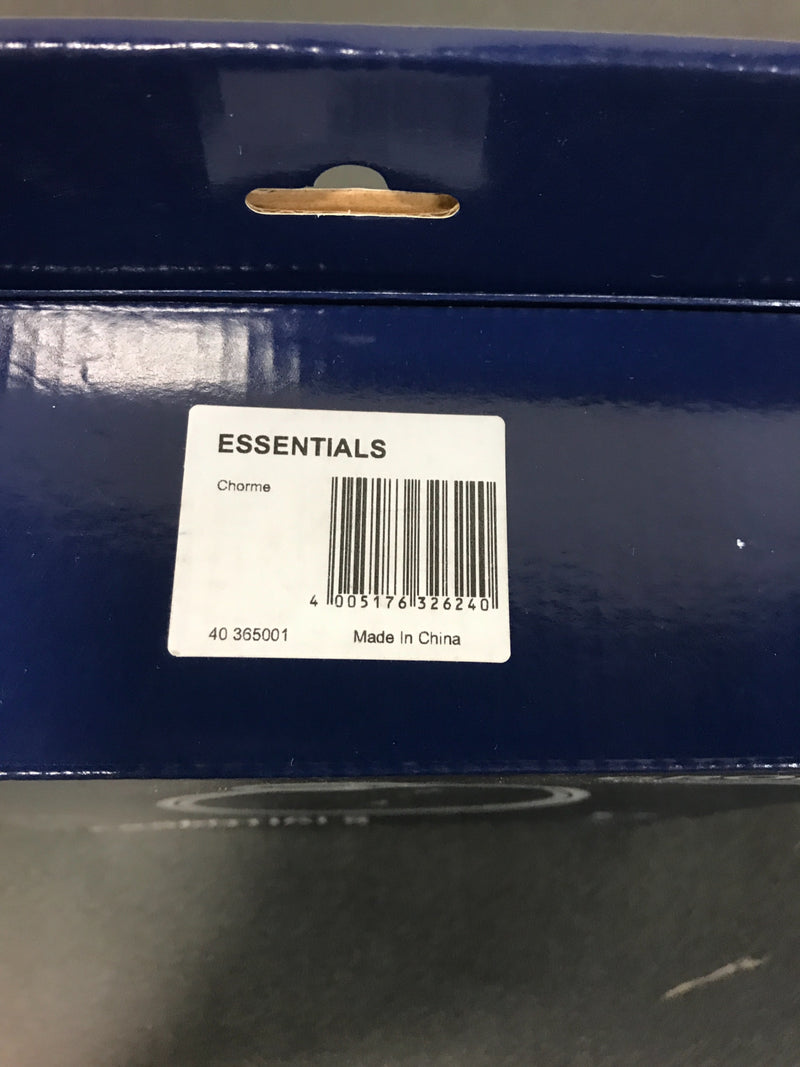 ESSENTIALS
Chorme
4 005176 326240
40 365001 Made In China